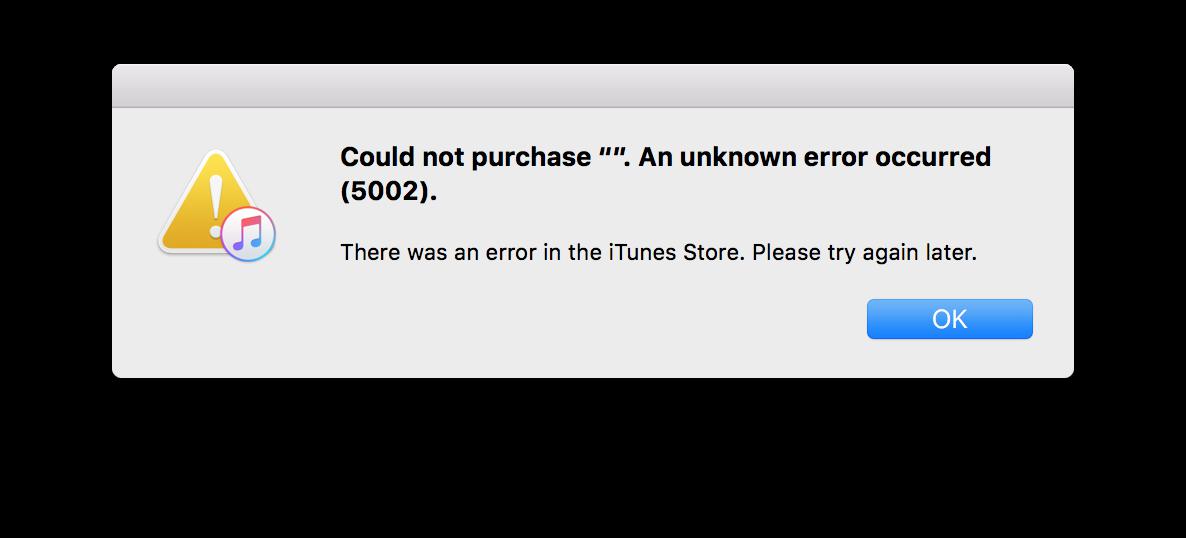 Could not purchase “”. An unknown error occurred
(5002).
There was an error in the iTunes Store. Please try again later.
OK